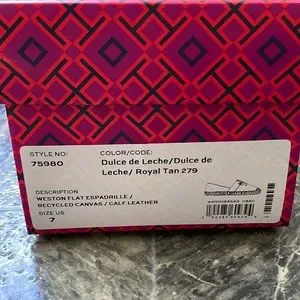 STYLE NO:
75980
COLOR/CODE:
Dulce de Leche/Dulce de
Leche/ Royal Tan 279
DESCRIPTION
WESTON FLAT ESPADRILLE /
RECYCLED CANVAS / CALF LEATHER
SIZE US
7